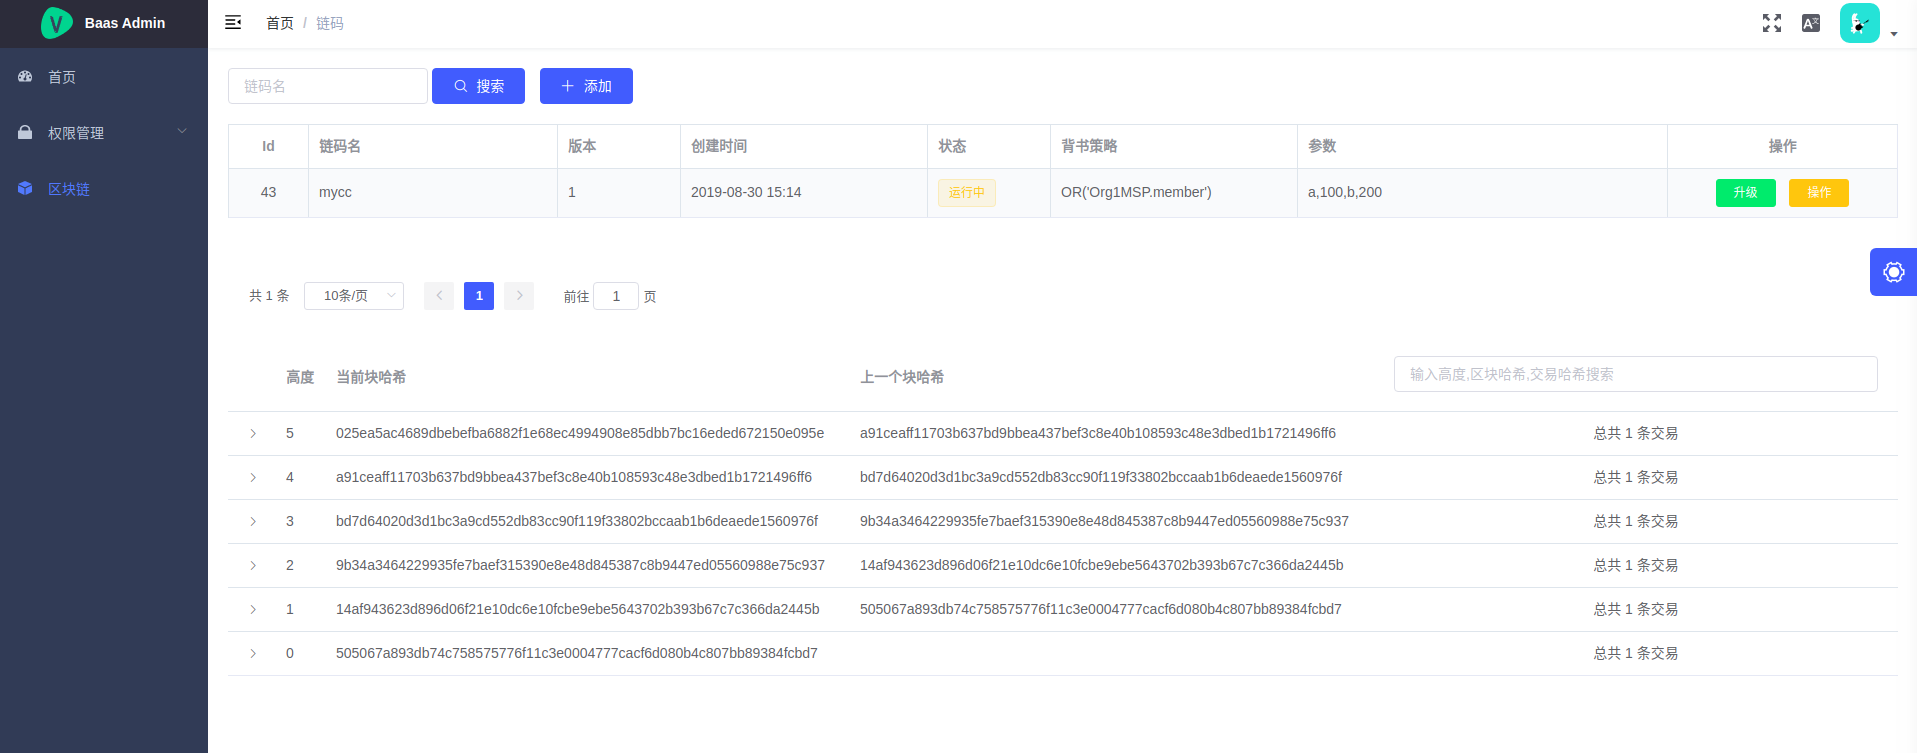 Baas Admin
首页 / 链码
首页
权限管理
区块链
链码名 搜索 添加
Id 链码名 版本 创建时间 状态 背书策略 参数 操作
43 mycc 1 2019-08-30 15:14 运行中 OR('Org1MSP.member') a,100,b,200 升级 操作
共 1 条 10条/页 1 前往 1 页
高度 当前块哈希 上一个块哈希 输入高度,区块哈希,交易哈希搜索
5 025ea5ac4689dbebefba6882f1e68ec4994908e85dbb7bc16eded672150e095e a91ceaff11703b637bd9bbea437bef3c8e40b108593c48e3dbed1b1721496ff6 总共 1 条交易
4 a91ceaff11703b637bd9bbea437bef3c8e40b108593c48e3dbed1b1721496ff6 bd7d64020d3d1bc3a9cd552db83cc90f119f33802bccaab1b6deaede1560976f 总共 1 条交易
3 bd7d64020d3d1bc3a9cd552db83cc90f119f33802bccaab1b6deaede1560976f 9b34a3464229935fe7baef315390e8e48d845387c8b9447ed05560988e75c937 总共 1 条交易
2 9b34a3464229935fe7baef315390e8e48d845387c8b9447ed05560988e75c937 14af943623d896d06f21e10dc6e10fcbe9ebe5643702b393b67c7c366da2445b 总共 1 条交易
1 14af943623d896d06f21e10dc6e10fcbe9ebe5643702b393b67c7c366da2445b 505067a893db74c758575776f11c3e0004777cacf6d080b4c807bb89384fcbd7 总共 1 条交易
0 505067a893db74c758575776f11c3e0004777cacf6d080b4c807bb89384fcbd7 总共 1 条交易